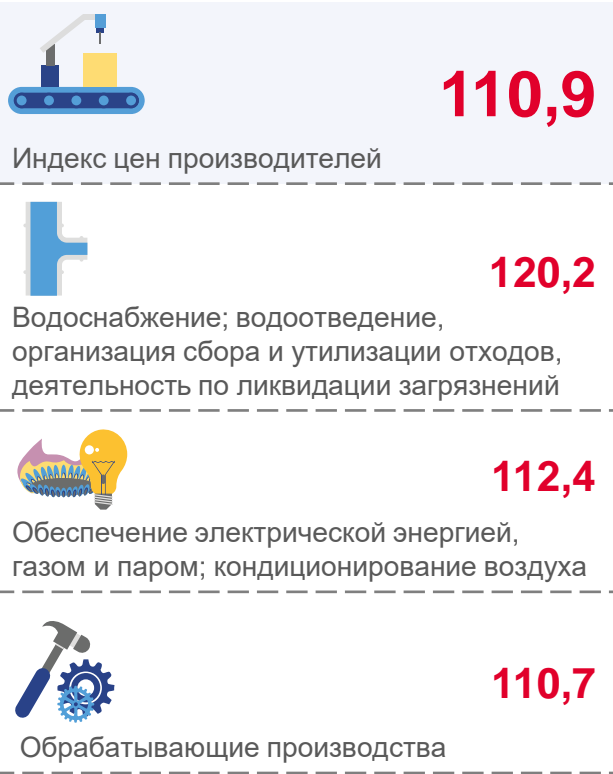 110,9
Индекс цен производителей
120,2
Водоснабжение; водоотведение,
организация сбора и утилизации отходов,
деятельность по ликвидации загрязнений
112,4
Обеспечение электрической энергией,
газом и паром; кондиционирование воздуха
110,7
Обрабатывающие производства